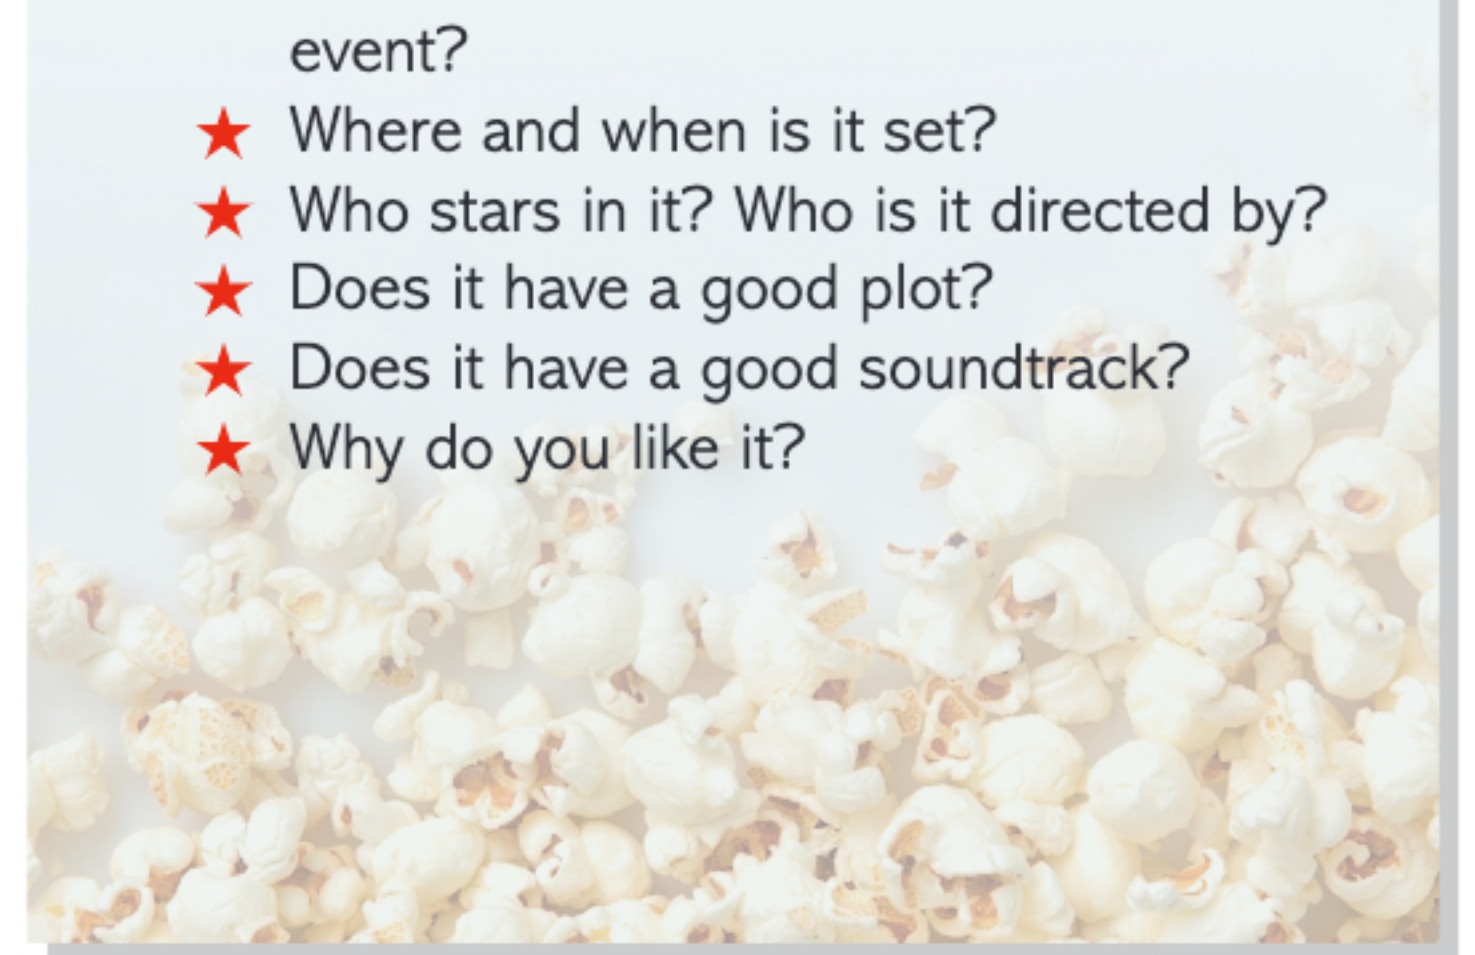 event?
★ Where and when is it set?
★ Who stars in it? Who is it directed by?
★ Does it have a good plot?
★ Does it have a good soundtrack?
★ Why do you like it?